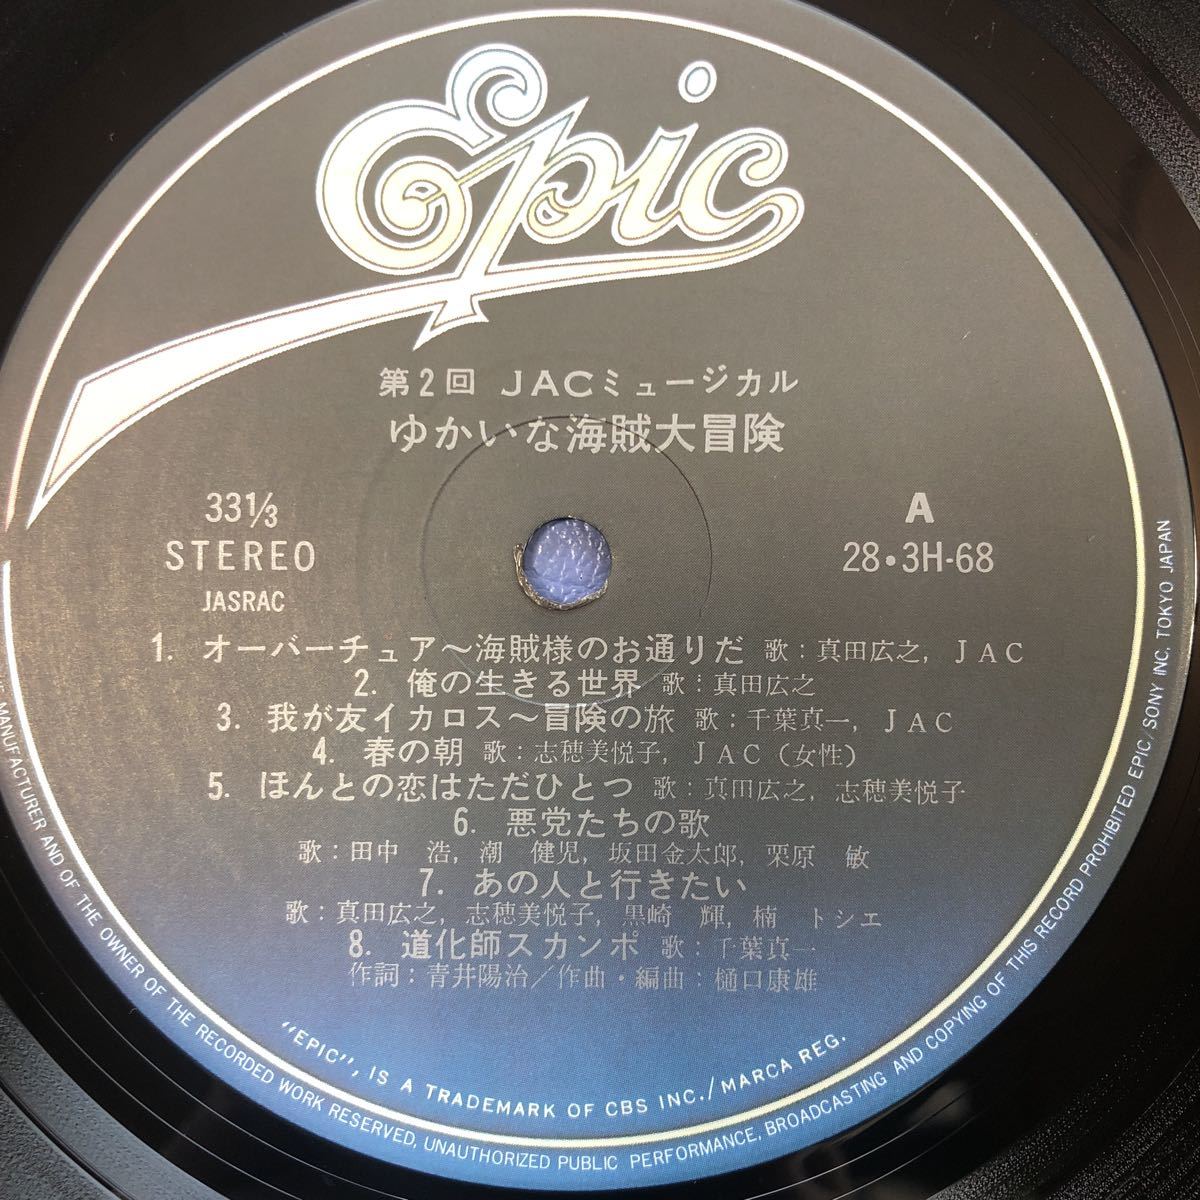 Epic
第2回 JACミュージカル
ゆかいな海賊大冒険
33⅓
STEREO
JASRAC
A
28・3H-68
1. オーバーチュア〜海賊様のお通りだ 歌：真田広之，JAC
2. 俺の生きる世界 歌：真田広之
3. 我が友イカロス〜冒険の旅 歌：千葉真一，JAC
4. 春の朝 歌：志穂美悦子，JAC（女性）
5. ほんとの恋はただひとつ 歌：真田広之，志穂美悦子
6. 悪党たちの歌
歌：田中 浩，潮 健児，坂田金太郎，栗原 敏
7. あの人と行きたい
歌：真田広之，志穂美悦子，黒崎 輝，楠 トシエ
8. 道化師スカンポ 歌：千葉真一
作詞：青井陽治／作曲・編曲：樋口康雄
"EPIC", IS A TRADEMARK OF CBS INC./MARCA REG.
MANUFACTURER AND OF THE OWNER OF THE RECORDED WORK RESERVED, UNAUTHORIZED PUBLIC PERFORMANCE, BROADCASTING AND COPYING OF THIS RECORD PROHIBITED EPIC/SONY INC, TOKYO JAPAN